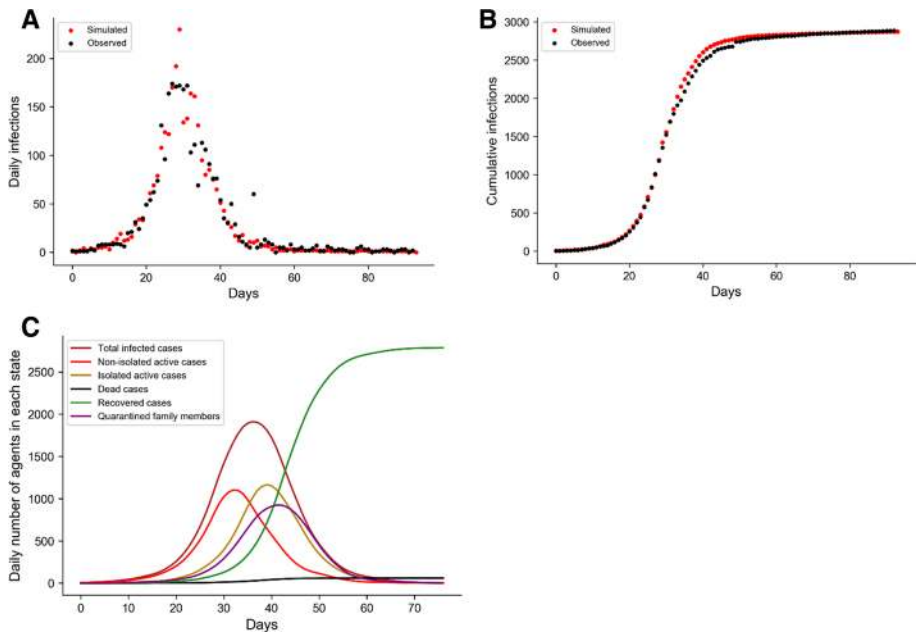 A
Simulated
Observed
200
150
100
50
0
Daily infections
0 20 40 60 80
Days
B
Simulated
Observed
3000
2500
2000
1500
1000
500
0
Cumulative infections
0 20 40 60 80
Days
C
Total infected cases
Non-isolated active cases
Isolated active cases
Dead cases
Recovered cases
Quarantined family members
2500
2000
1500
1000
500
0
Daily number of agents in each state
0 10 20 30 40 50 60 70
Days